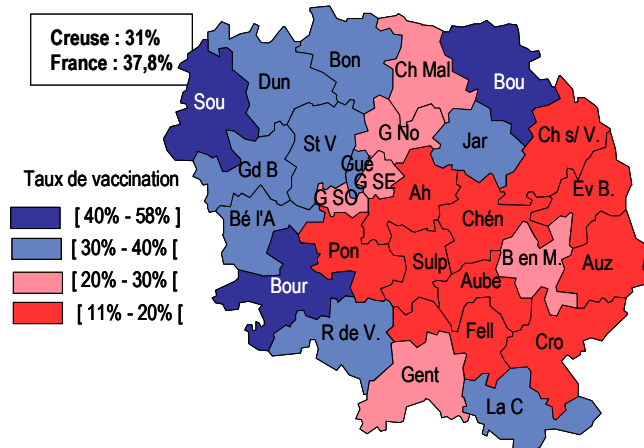 Creuse : 31%
France : 37,8%
Ch Mal
Bon
Bou
Dun
Sou
G No
Ch s/ V.
St V
Jar
Gué
Gd B
G SE
Év B.
Taux de vaccination
G SO
Ah
[ 40% - 58% ]
Bé l'A
Chén
[ 30% - 40% [
Pon
Sulp
B en M.
Auz
[ 20% - 30% [
Aube
Bour
[ 11% - 20% [
R de V.
Fell
Cro
Gent
La C